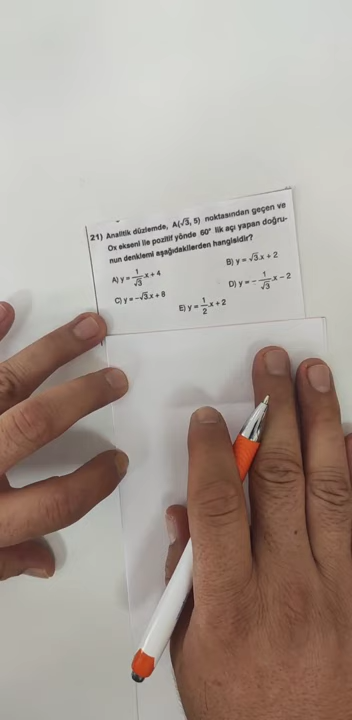 21) Analitik düzlemde, A(√3, 5) noktasından geçen ve
Ox ekseni ile pozitif yönde 60° lik açı yapan doğru-
nun denklemi aşağıdakilerden hangisidir?
A) y = 1/√3 x + 4
B) y = √3.x + 2
C) y = -√3.x + 8
D) y = - 1/√3 .x - 2
E) y = 1/2 .x + 2